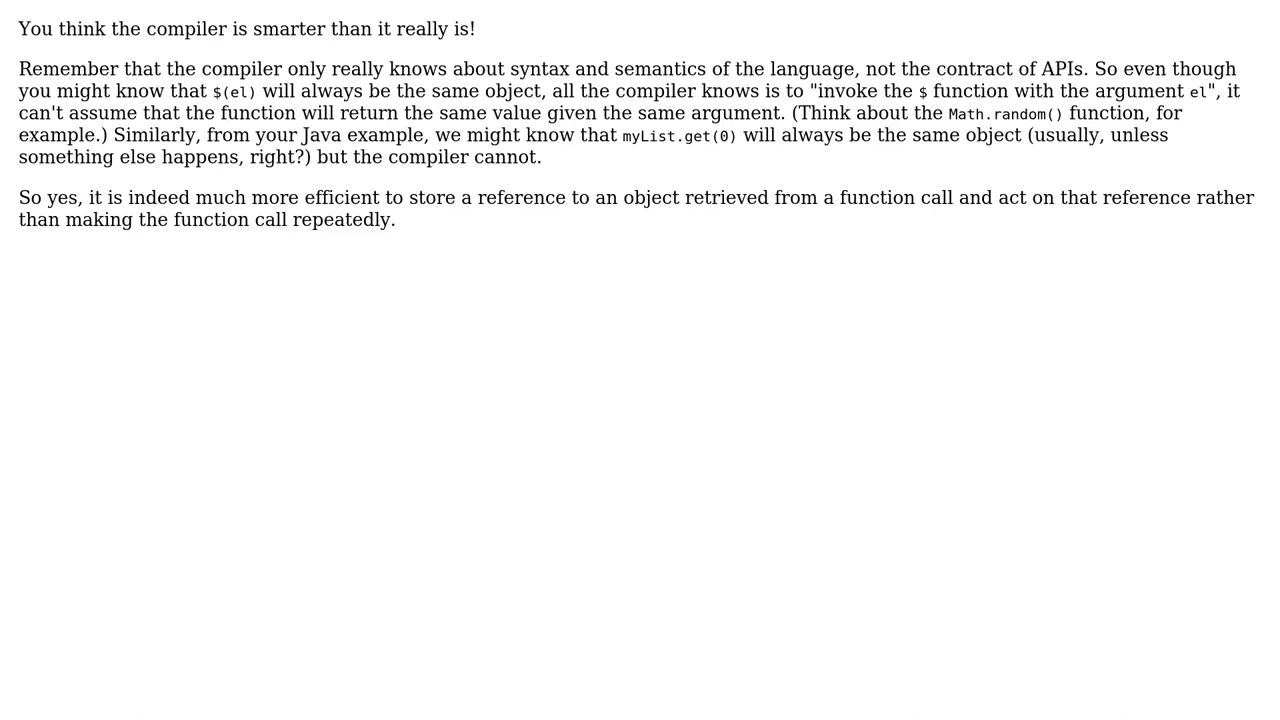 You think the compiler is smarter than it really is!
Remember that the compiler only really knows about syntax and semantics of the language, not the contract of APIs. So even though
you might know that $(el) will always be the same object, all the compiler knows is to "invoke the $ function with the argument el", it
can't assume that the function will return the same value given the same argument. (Think about the Math.random() function, for
example.) Similarly, from your Java example, we might know that myList.get(0) will always be the same object (usually, unless
something else happens, right?) but the compiler cannot.
So yes, it is indeed much more efficient to store a reference to an object retrieved from a function call and act on that reference rather
than making the function call repeatedly.